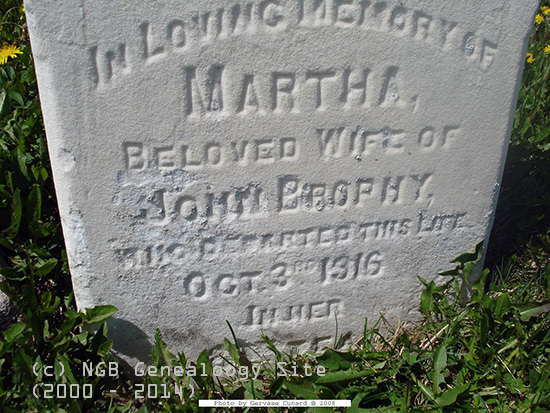 In Loving Memory of
Martha,
Beloved Wife of
John Brophy,
Who Departed This Life
Oct. 3rd 1916
In Her
(c) NGB Genealogy Site
(2000 - 2014)
Photo by Gervase Cunard © 2008